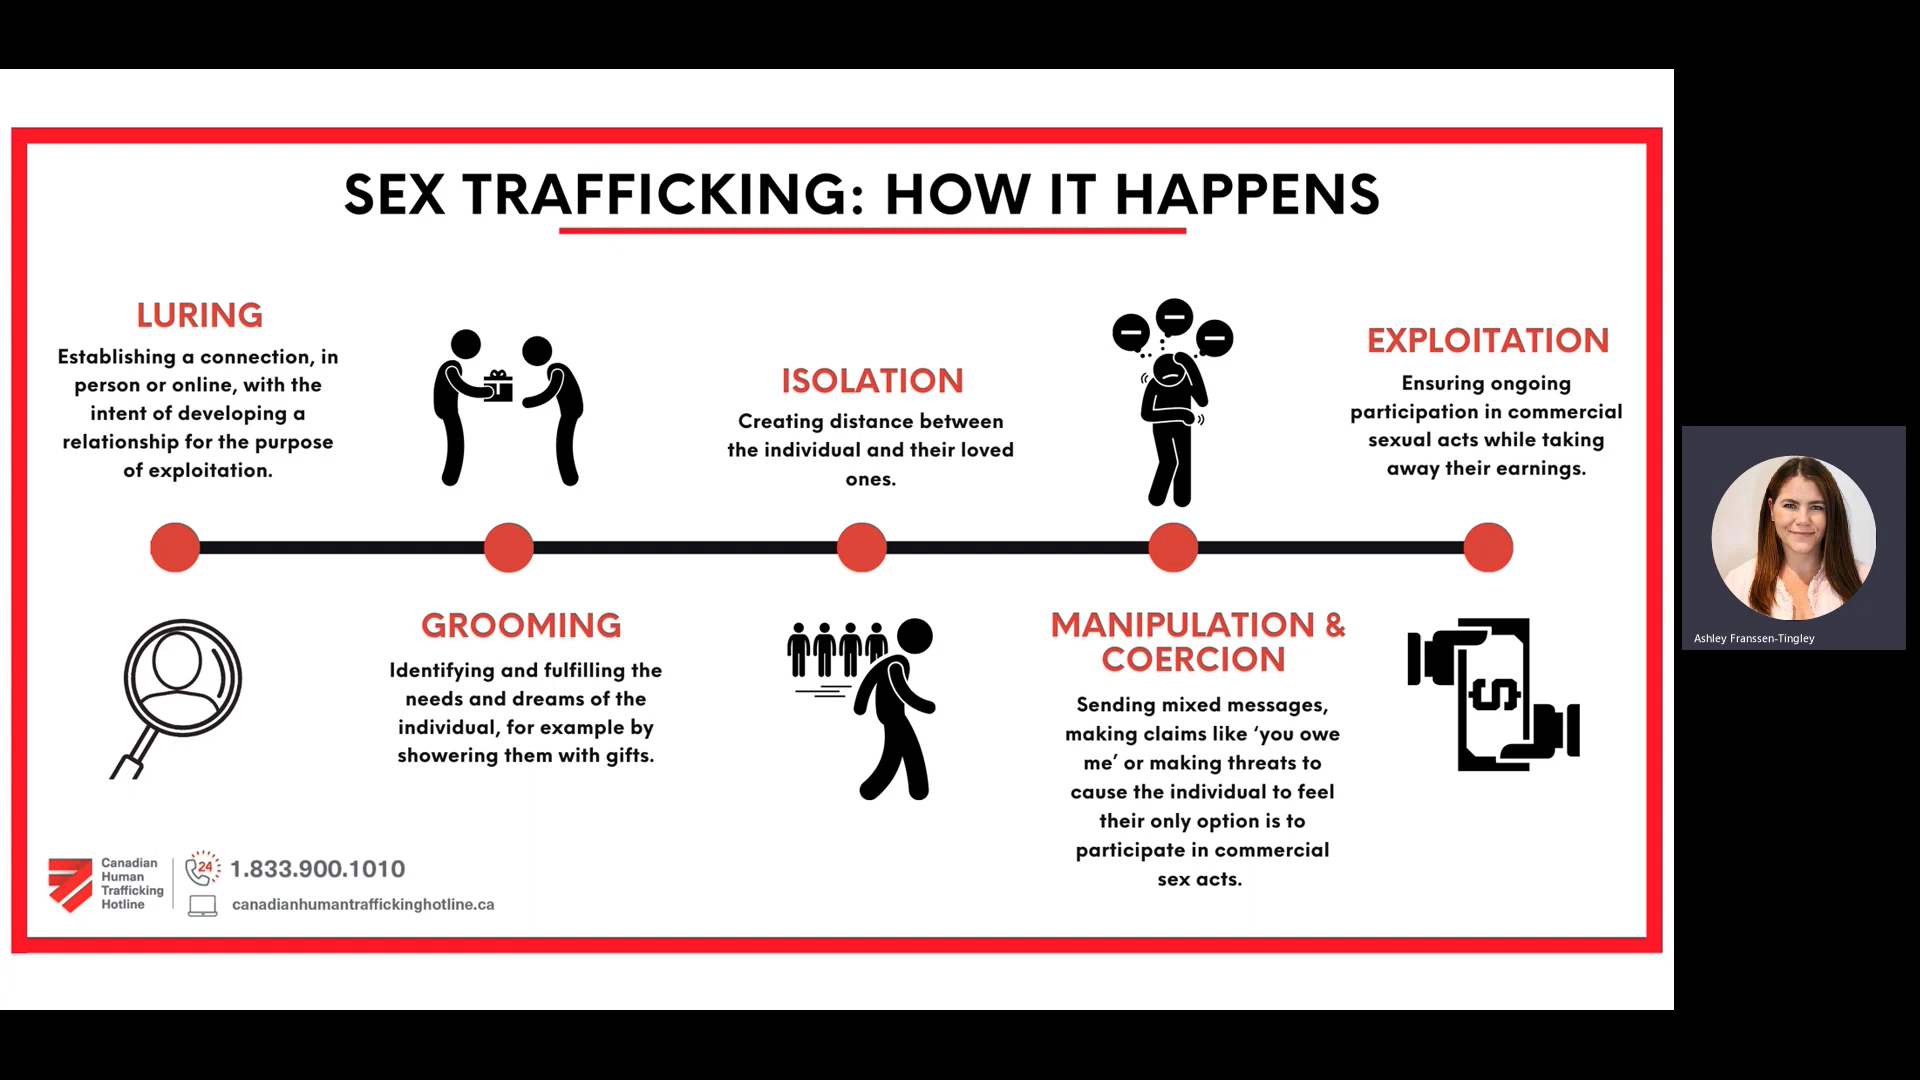 SEX TRAFFICKING: HOW IT HAPPENS
LURING
Establishing a connection, in
person or online, with the
intent of developing a
relationship for the purpose
of exploitation.
GROOMING
Identifying and fulfilling the
needs and dreams of the
individual, for example by
showering them with gifts.
ISOLATION
Creating distance between
the individual and their loved
ones.
MANIPULATION &
COERCION
Sending mixed messages,
making claims like ‘you owe
me’ or making threats to
cause the individual to feel
their only option is to
participate in commercial
sex acts.
EXPLOITATION
Ensuring ongoing
participation in commercial
sexual acts while taking
away their earnings.
$
Canadian
Human
Trafficking
Hotline
24
1.833.900.1010
canadianhumantraffickinghotline.ca
Ashley Franssen-Tingley